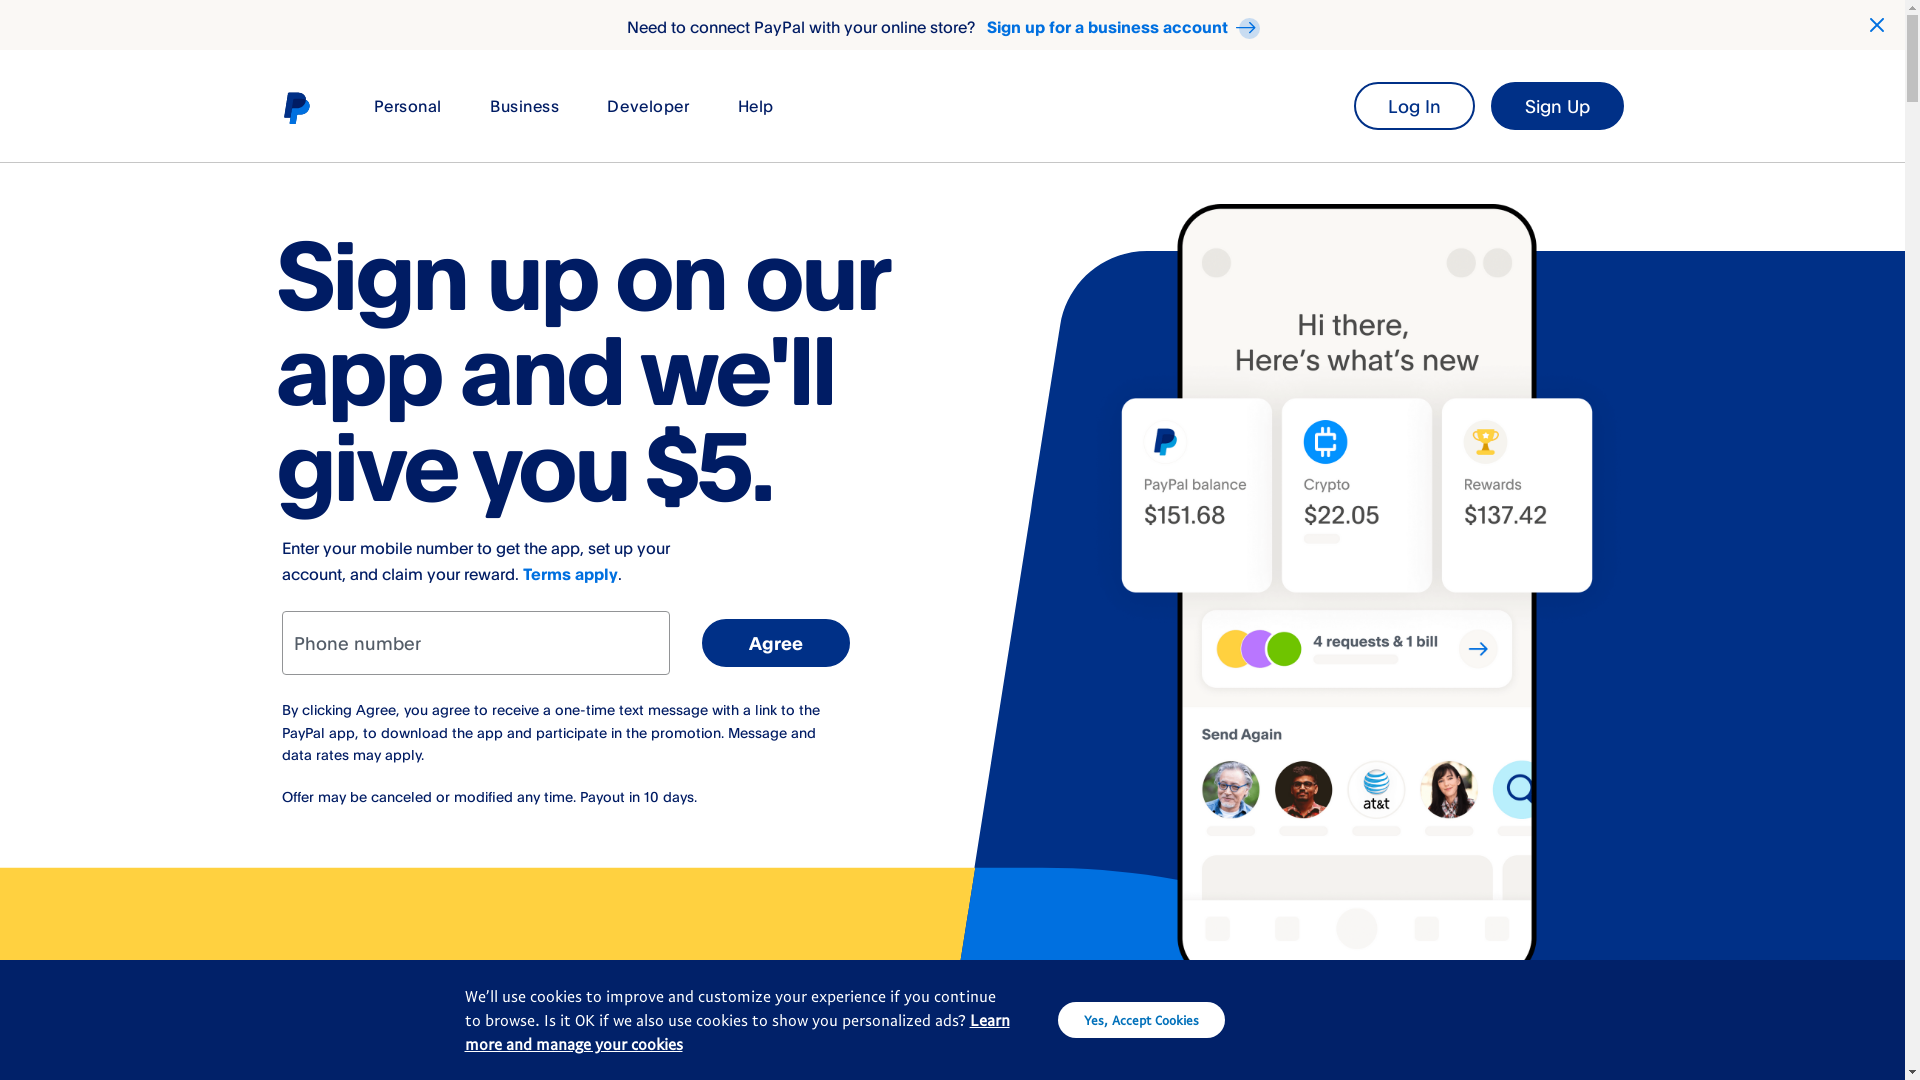 Need to connect PayPal with your online store? Sign up for a business account
Personal Business Developer Help Log In Sign Up
Sign up on our
app and we'll
give you $5.
Enter your mobile number to get the app, set up your
account, and claim your reward. Terms apply.
Phone number
Agree
By clicking Agree, you agree to receive a one-time text message with a link to the
PayPal app, to download the app and participate in the promotion. Message and
data rates may apply.
Offer may be canceled or modified any time. Payout in 10 days.
Hi there,
Here’s what’s new
PayPal balance
$151.68
Crypto
$22.05
Rewards
$137.42
4 requests & 1 bill
Send Again
at&t
We’ll use cookies to improve and customize your experience if you continue
to browse. Is it OK if we also use cookies to show you personalized ads? Learn
more and manage your cookies
Yes, Accept Cookies